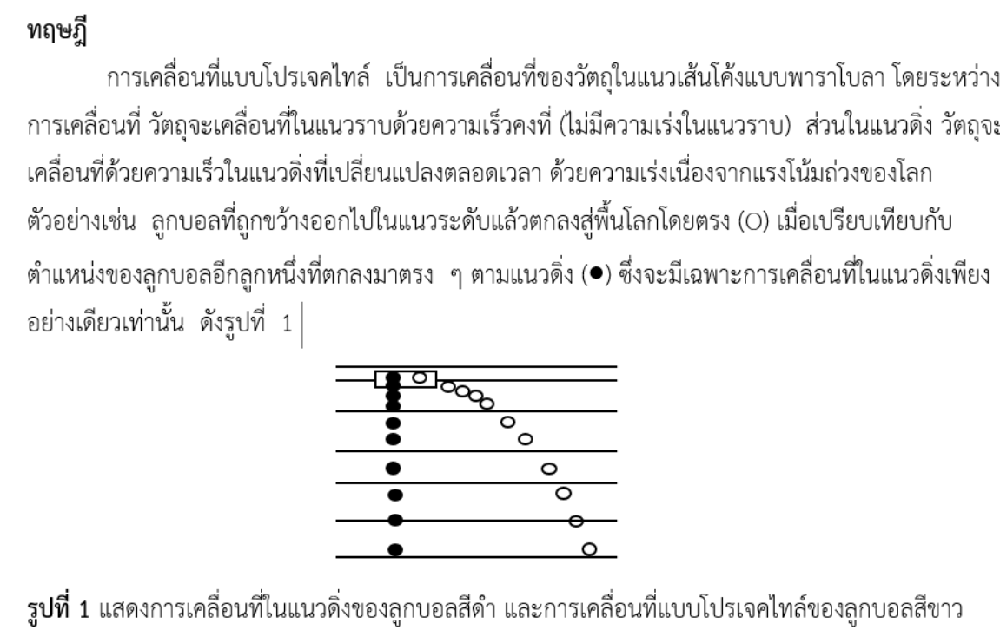 ทฤษฎี
การเคลื่อนที่แบบโปรเจคไทล์ เป็นการเคลื่อนที่ของวัตถุในแนวเส้นโค้งแบบพาราโบลา โดยระหว่าง
การเคลื่อนที่ วัตถุจะเคลื่อนที่ในแนวราบด้วยความเร็วคงที่ (ไม่มีความเร่งในแนวราบ) ส่วนในแนวดิ่ง วัตถุจะ
เคลื่อนที่ด้วยความเร็วในแนวดิ่งที่เปลี่ยนแปลงตลอดเวลา ด้วยความเร่งเนื่องจากแรงโน้มถ่วงของโลก
ตัวอย่างเช่น ลูกบอลที่ถูกขว้างออกไปในแนวระดับแล้วตกลงสู่พื้นโลกโดยตรง (O) เมื่อเปรียบเทียบกับ
ตำแหน่งของลูกบอลอีกลูกหนึ่งที่ตกลงมาตรง ๆ ตามแนวดิ่ง (●) ซึ่งจะมีเฉพาะการเคลื่อนที่ในแนวดิ่งเพียง
อย่างเดียวเท่านั้น ดังรูปที่ 1
รูปที่ 1 แสดงการเคลื่อนที่ในแนวดิ่งของลูกบอลสีดำ และการเคลื่อนที่แบบโปรเจคไทล์ของลูกบอลสีขาว